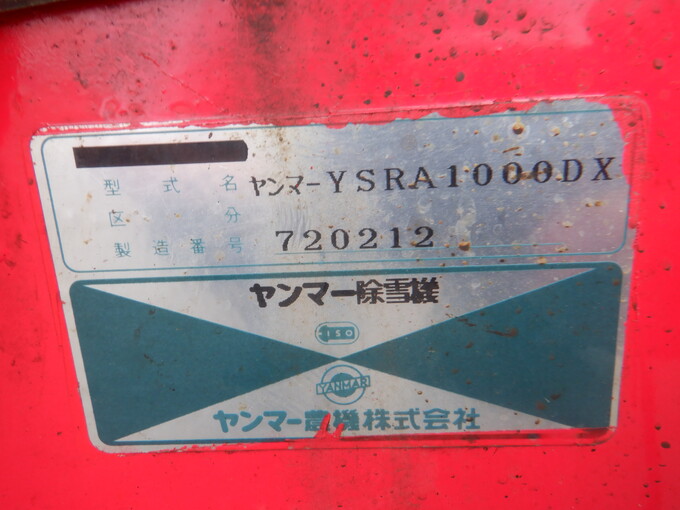 型式名 ヤンマーYSRA1000DX
区分
製造番号 720212
ヤンマー除雪機
ISO
YANMAR
ヤンマー農機株式会社